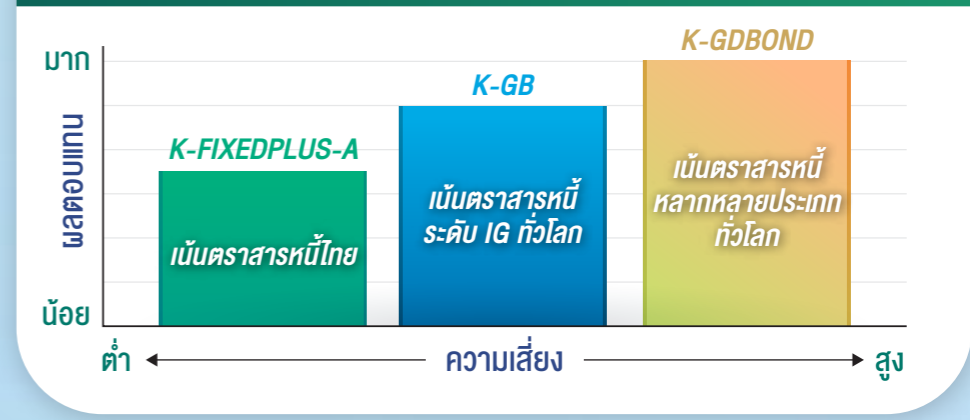 K-GDBOND
มาก
K-GB
ผลตอบแทน
K-FIXEDPLUS-A
เน้นตราสารหนี้
หลากหลายประเภท
ทั่วโลก
เน้นตราสารหนี้
ระดับ IG ทั่วโลก
เน้นตราสารหนี้ไทย
น้อย
ต่ำ
ความเสี่ยง
สูง